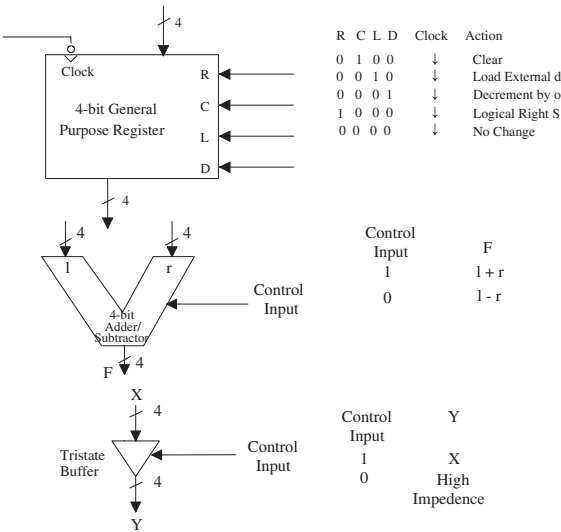 4
Clock
4-bit General
Purpose Register
R
C
L
D
4
R C L D Clock Action
0 1 0 0 ↓ Clear
0 0 1 0 ↓ Load External d
0 0 0 1 ↓ Decrement by o
1 0 0 0 ↓ Logical Right S
0 0 0 0 ↓ No Change
4 4
l r
4-bit
Adder/
Subtractor
Control
Input
F 4
Control
Input F
1 l + r
0 l - r
X
4
Tristate
Buffer
Control
Input
4
Y
Control Y
Input
1 X
0 High
Impedence